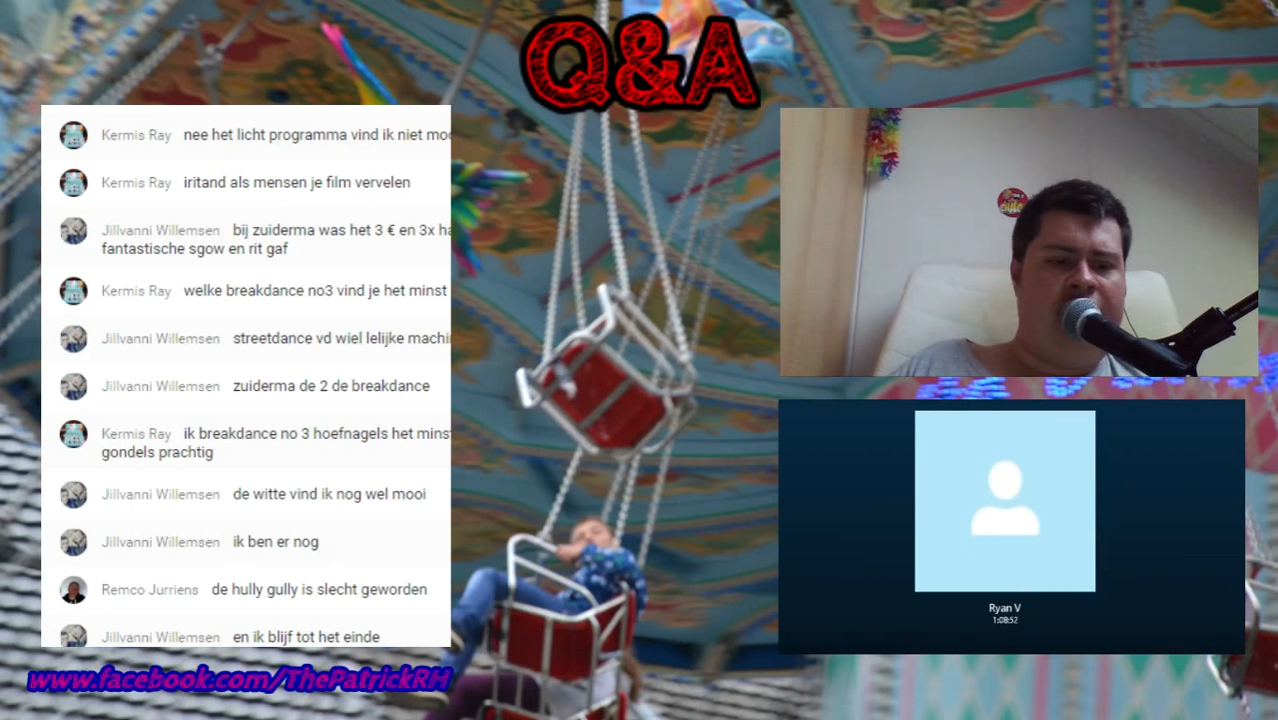 Q&A
Kermis Ray nee het licht programma vind ik niet
Kermis Ray iritand als mensen je film vervelen
Jillvanni Willemsen bij zuiderma was het 3 € en 3x
fantastische sgow en rit gaf
Kermis Ray welke breakdance no3 vind je het minst
Jillvanni Willemsen streetdance vd wiel lelijke
Jillvanni Willemsen zuiderma de 2 de breakdance
Kermis Ray ik breakdance no 3 hoefnagels het
gondels prachtig
Jillvanni Willemsen de witte vind ik nog wel mooi
Jillvanni Willemsen ik ben er nog
Remco Jurriens de hully gully is slecht geworden
Jillvanni Willemsen en ik blijf tot het einde
Ryan V
1:08:52
www.facebook.com/ThePatrickRH